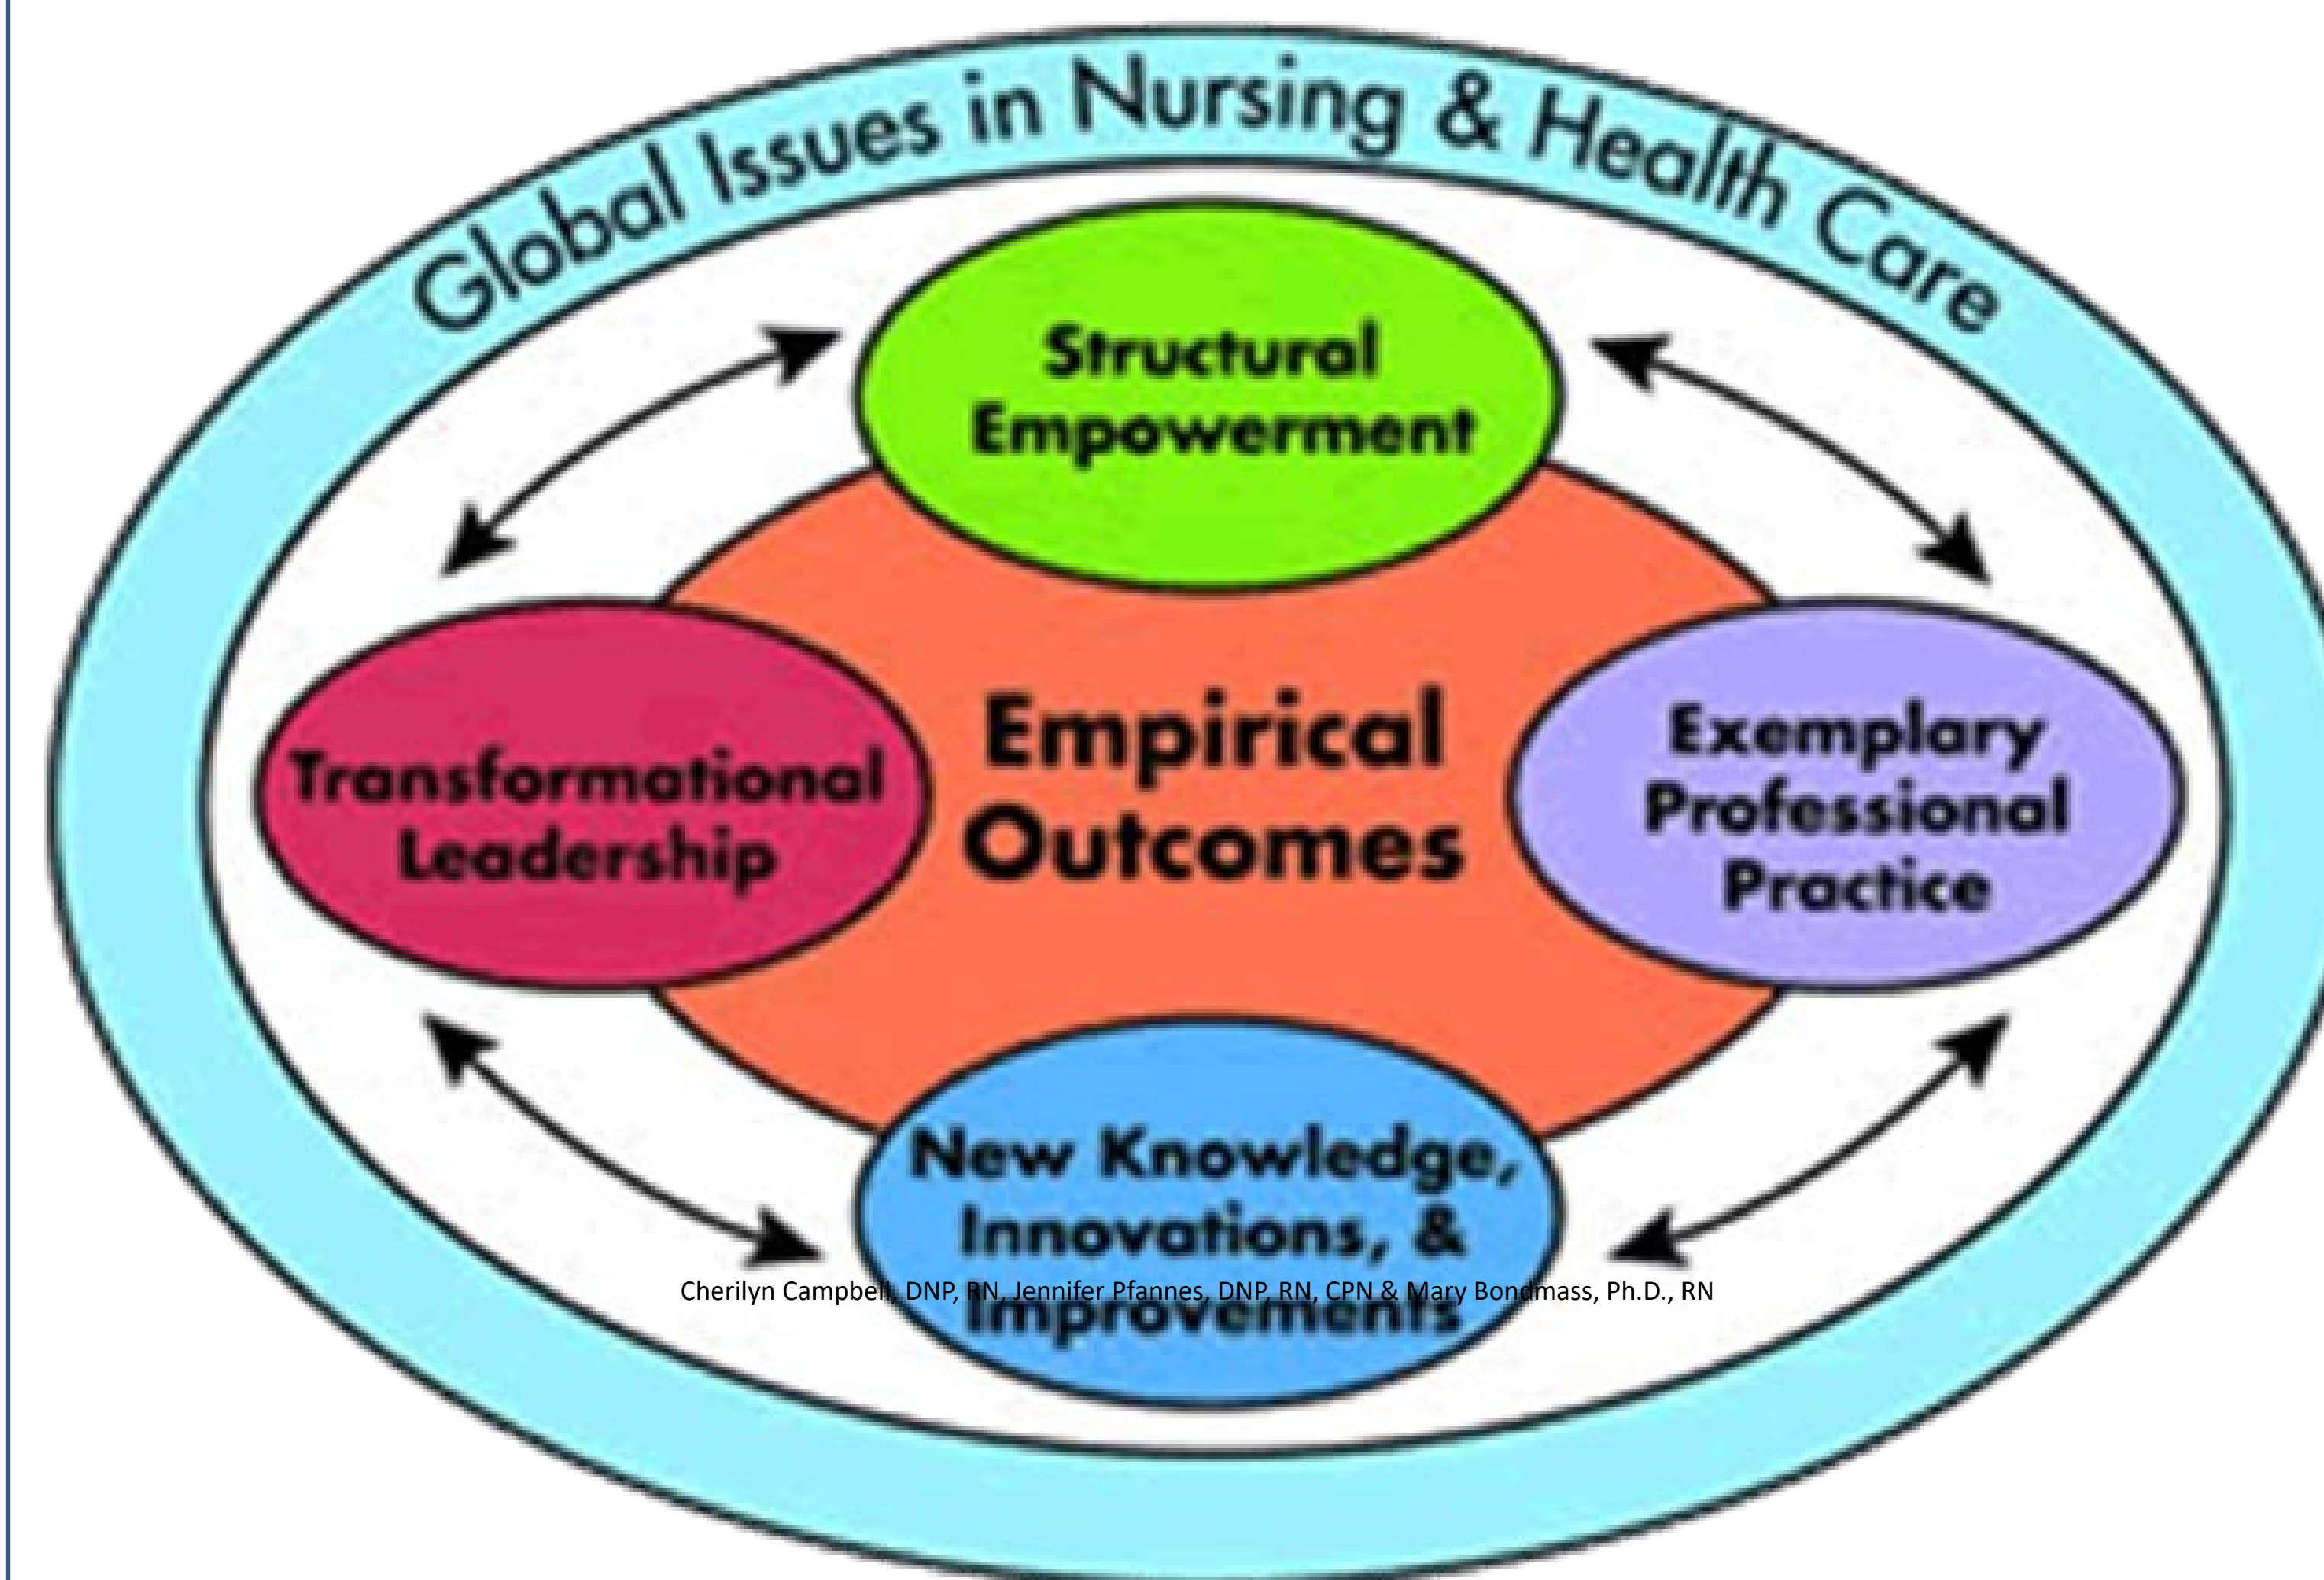 Global Issues in Nursing & Health Care
Structural
Empowerment
Transformational
Leadership
Empirical
Outcomes
Exemplary
Professional
Practice
New Knowledge,
Innovations, &
Improvements
Cherilyn Campbell, DNP, RN, Jennifer Pfannes, DNP, RN, CPN & Mary Bondmass, Ph.D., RN